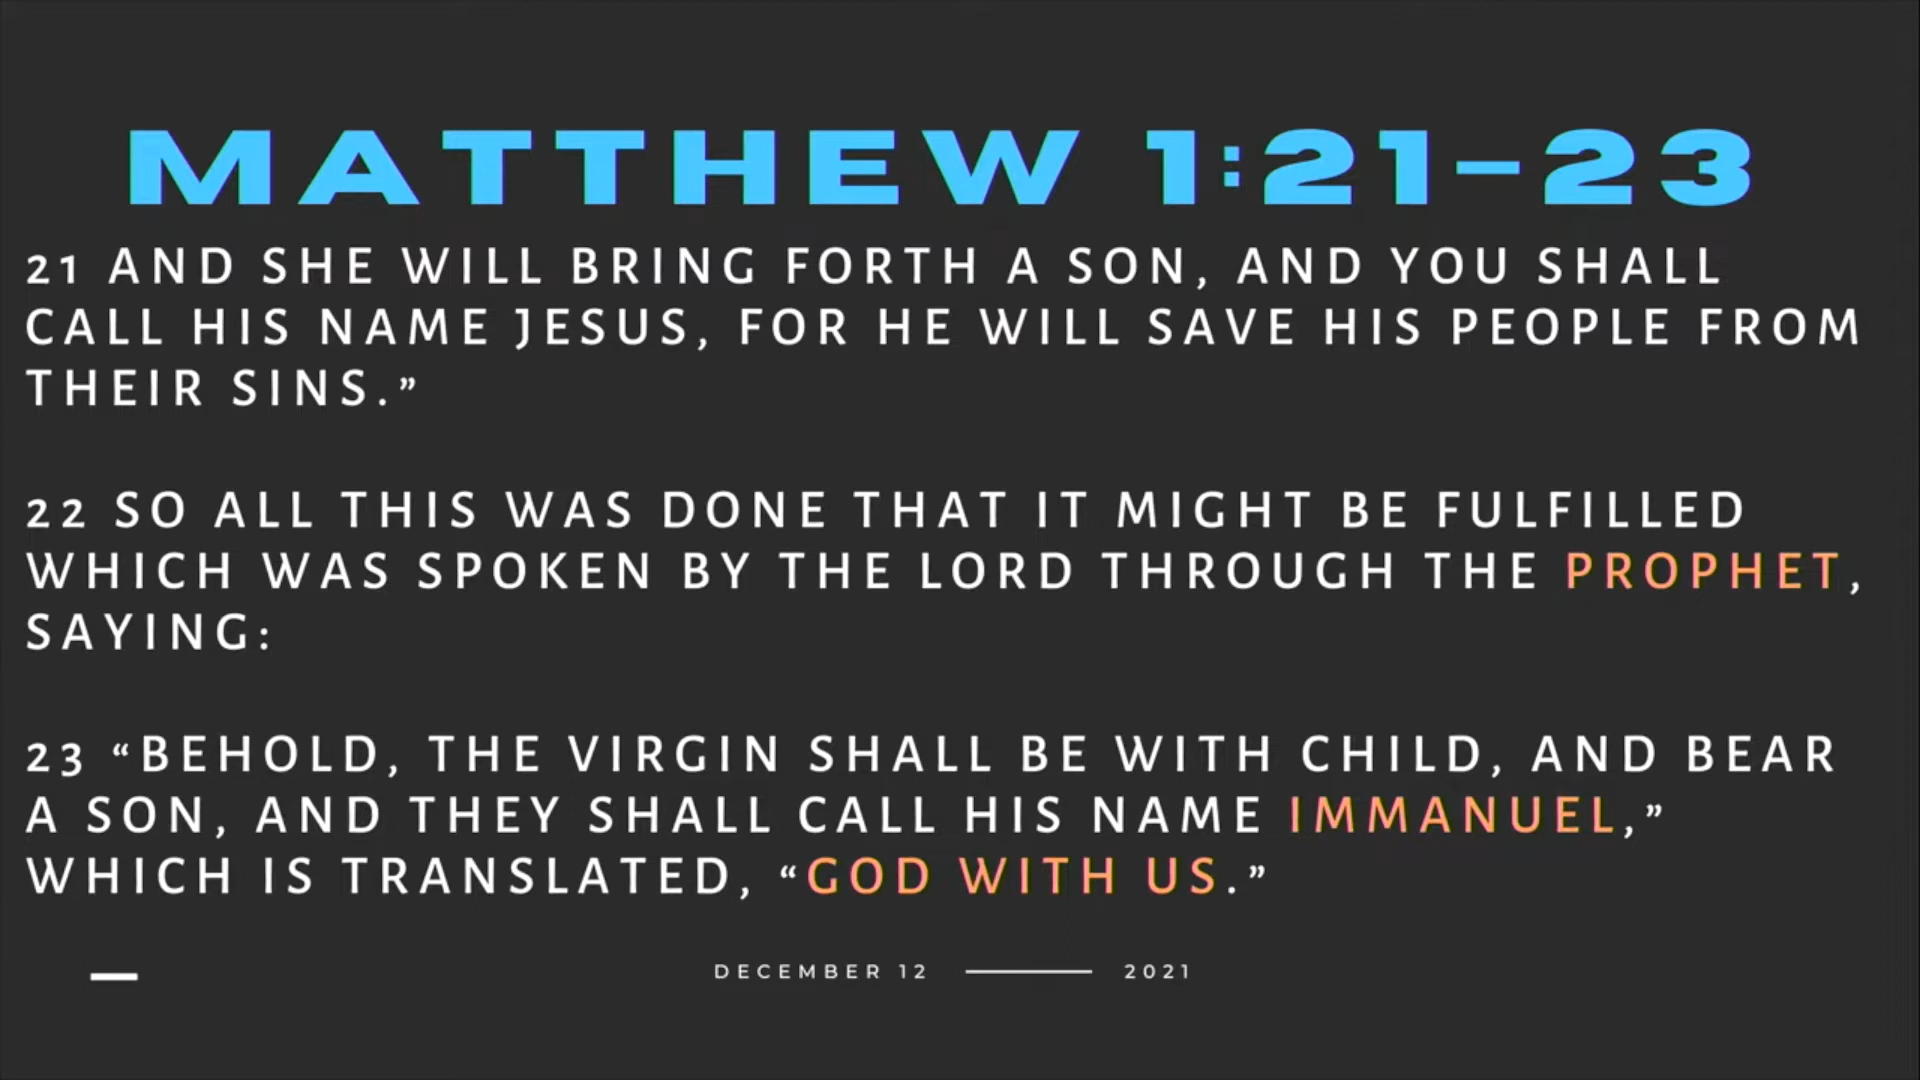 MATTHEW 1:21-23
21 AND SHE WILL BRING FORTH A SON, AND YOU SHALL
CALL HIS NAME JESUS, FOR HE WILL SAVE HIS PEOPLE FROM
THEIR SINS.”
22 SO ALL THIS WAS DONE THAT IT MIGHT BE FULFILLED
WHICH WAS SPOKEN BY THE LORD THROUGH THE PROPHET,
SAYING:
23 “BEHOLD, THE VIRGIN SHALL BE WITH CHILD, AND BEAR
A SON, AND THEY SHALL CALL HIS NAME IMMANUEL,”
WHICH IS TRANSLATED, “GOD WITH US.”
DECEMBER 12 —— 2021